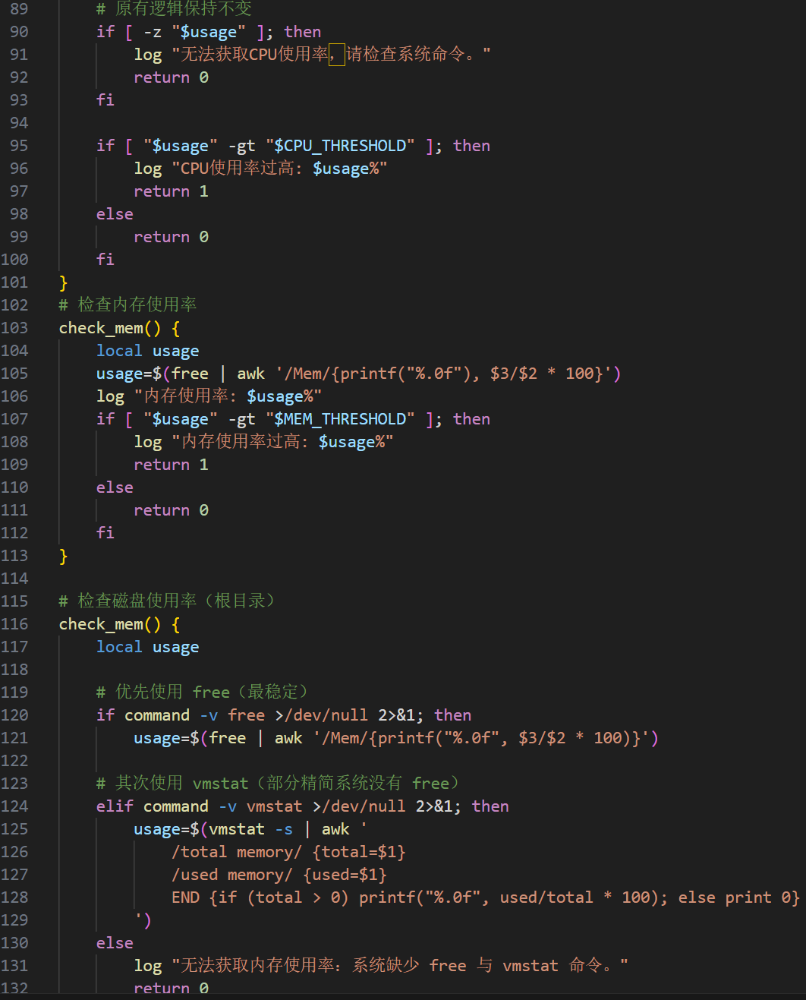 89 # 原有逻辑保持不变
90 if [ -z "$usage" ]; then
91 log "无法获取CPU使用率，请检查系统命令。"
92 return 0
93 fi
94
95 if [ "$usage" -gt "$CPU_THRESHOLD" ]; then
96 log "CPU使用率过高: $usage%"
97 return 1
98 else
99 return 0
100 fi
101 }
102 # 检查内存使用率
103 check_mem() {
104 local usage
105 usage=$(free | awk '/Mem/{printf("%.0f"), $3/$2 * 100}')
106 log "内存使用率: $usage%"
107 if [ "$usage" -gt "$MEM_THRESHOLD" ]; then
108 log "内存使用率过高: $usage%"
109 return 1
110 else
111 return 0
112 fi
113 }
114
115 # 检查磁盘使用率（根目录）
116 check_mem() {
117 local usage
118
119 # 优先使用 free（最稳定）
120 if command -v free >/dev/null 2>&1; then
121 usage=$(free | awk '/Mem/{printf("%.0f", $3/$2 * 100)}')
122
123 # 其次使用 vmstat（部分精简系统没有 free）
124 elif command -v vmstat >/dev/null 2>&1; then
125 usage=$(vmstat -s | awk '
126 /total memory/ {total=$1}
127 /used memory/ {used=$1}
128 END {if (total > 0) printf("%.0f", used/total * 100); else print 0}
129 ')
130 else
131 log "无法获取内存使用率：系统缺少 free 与 vmstat 命令。"
132 return 0